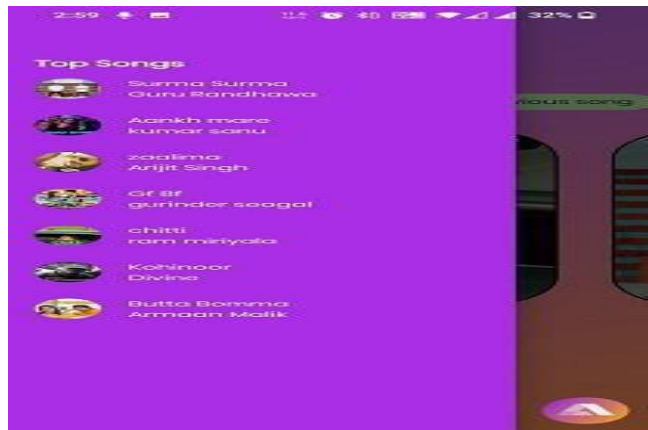 2:59 32%
Top Songs
Surma Surma
Guru Randhawa
Aankh mare
kumar sanu
zaalima
Arijit Singh
Gf Bf
gurinder seagal
chitti
ram miriyala
Kohinoor
Divine
Butta Bomma
Armaan Malik
song